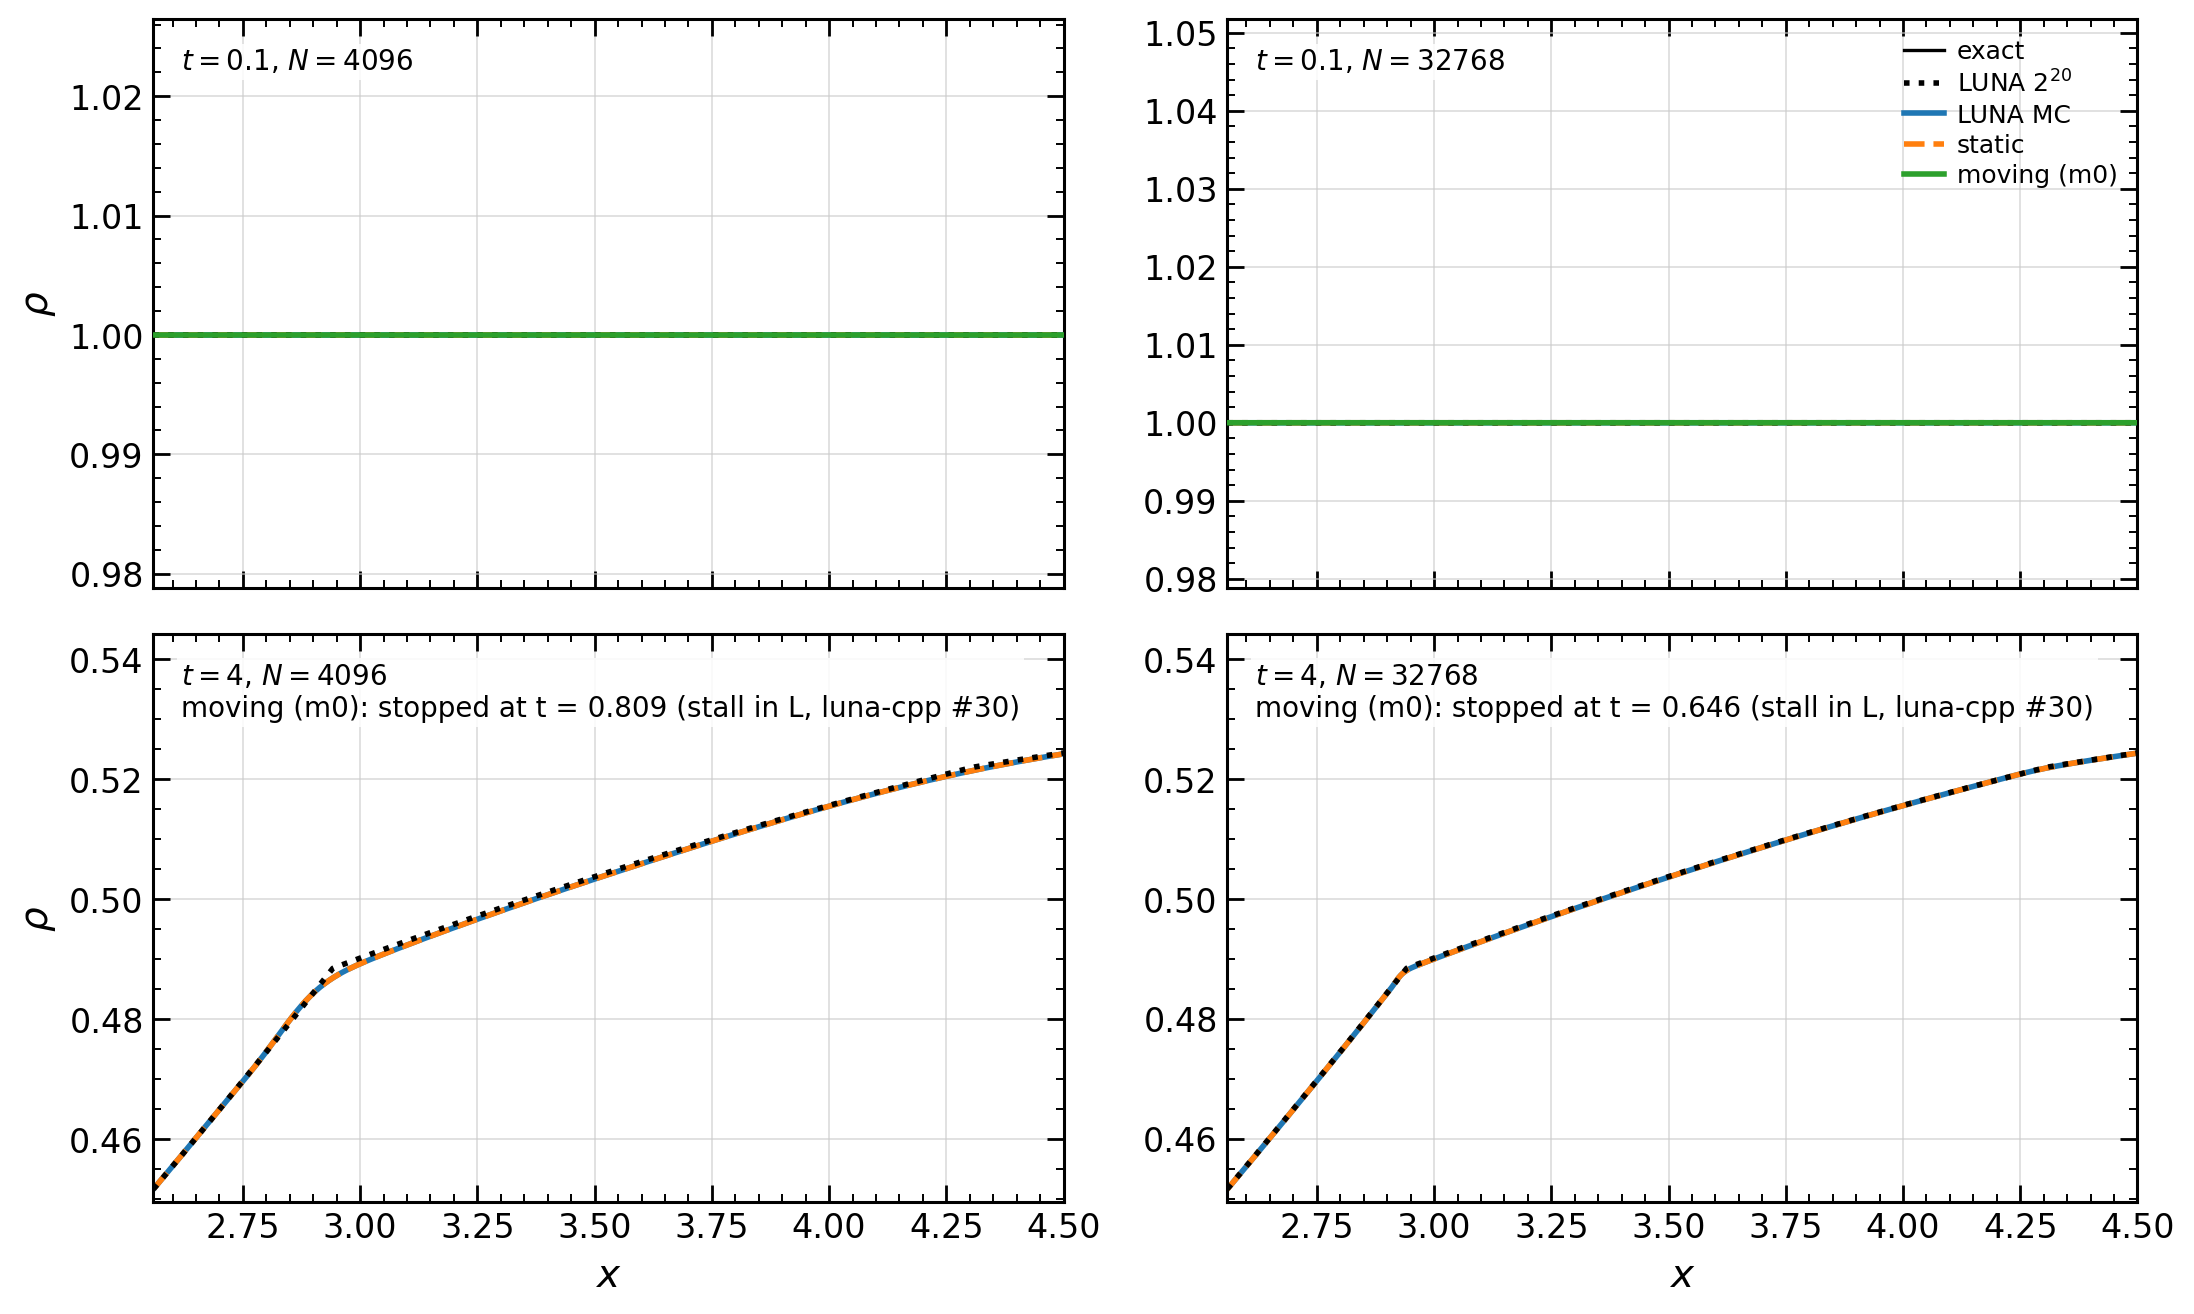 t = 0.1, N = 4096
1.02
1.01
1.00
0.99
0.98
ρ
t = 0.1, N = 32768
exact
LUNA 2^20
LUNA MC
static
moving (m0)
1.05
1.04
1.03
1.02
1.01
1.00
0.99
0.98
t = 4, N = 4096
moving (m0): stopped at t = 0.809 (stall in L, luna-cpp #30)
0.54
0.52
0.50
0.48
0.46
ρ
2.75 3.00 3.25 3.50 3.75 4.00 4.25 4.50
x
t = 4, N = 32768
moving (m0): stopped at t = 0.646 (stall in L, luna-cpp #30)
0.54
0.52
0.50
0.48
0.46
2.75 3.00 3.25 3.50 3.75 4.00 4.25 4.50
x